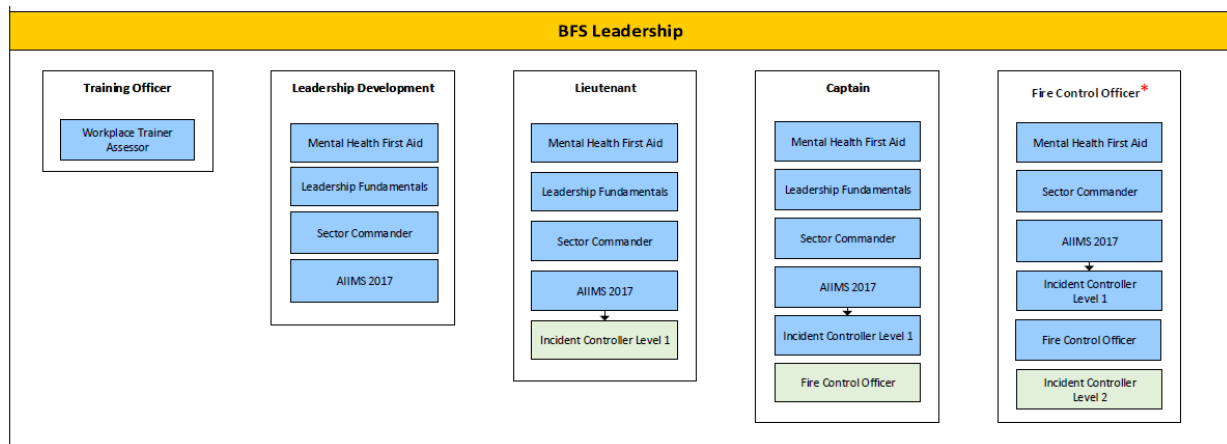 BFS Leadership
Training Officer
Workplace Trainer
Assessor
Leadership Development
Mental Health First Aid
Leadership Fundamentals
Sector Commander
AIIMS 2017
Lieutenant
Mental Health First Aid
Leadership Fundamentals
Sector Commander
AIIMS 2017
Incident Controller Level 1
Captain
Mental Health First Aid
Leadership Fundamentals
Sector Commander
AIIMS 2017
Incident Controller Level 1
Fire Control Officer
Fire Control Officer*
Mental Health First Aid
Sector Commander
AIIMS 2017
Incident Controller
Level 1
Fire Control Officer
Incident Controller
Level 2